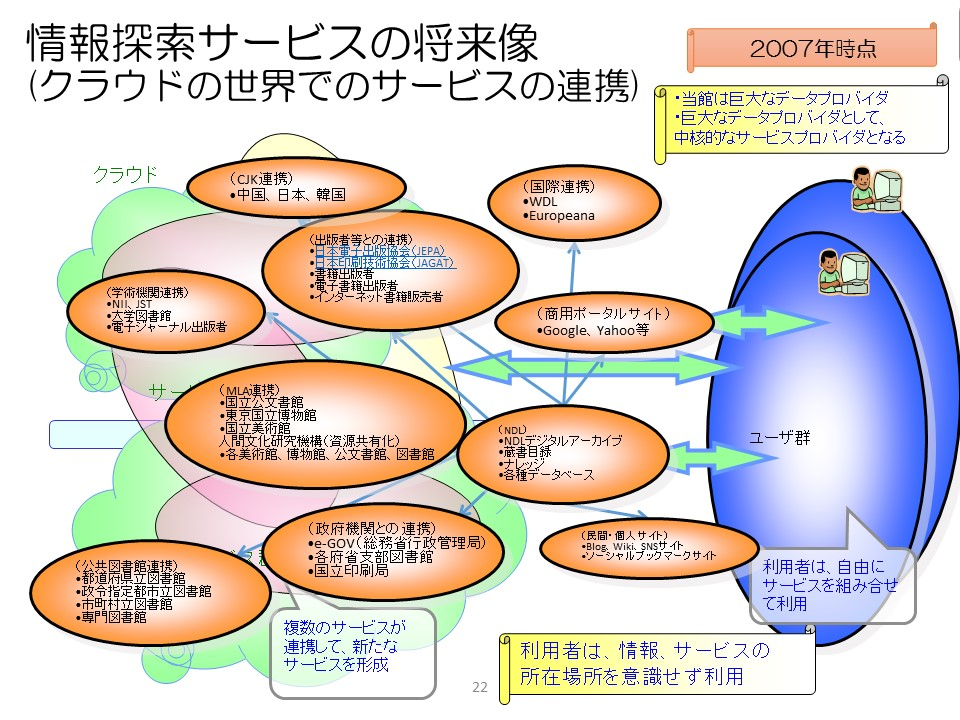 情報探索サービスの将来像
(クラウドの世界でのサービスの連携)
2007年時点
・当館は巨大なデータプロバイダ
・巨大なデータプロバイダとして、
中核的なサービスプロバイダとなる
クラウド
（CJK連携）
•中国、日本、韓国
（国際連携）
•WDL
•Europeana
（出版者等との連携）
•日本電子出版協会（JEPA）
•日本印刷技術協会（JAGAT）
•書籍出版者
•電子書籍出版者
•インターネット書籍販売者
（学術機関連携）
•NII、JST
•大学図書館
•電子ジャーナル出版者
（商用ポータルサイト）
•Google、Yahoo等
サー
（MLA連携）
•国立公文書館
•東京国立博物館
•国立美術館
人間文化研究機構（資源共有化）
•各美術館、博物館、公文書館、図書館
（NDL）
•NDLデジタルアーカイブ
•蔵書目録
•ナレッジ
•各種データベース
ユーザ群
（政府機関との連携）
•e-GOV（総務省行政管理局）
•各府省支部図書館
•国立印刷局
（民間・個人サイト）
•Blog、Wiki、SNSサイト
•ソーシャルブックマークサイト
（公共図書館連携）
•都道府県立図書館
•政令指定都市立図書館
•市町村立図書館
•専門図書館
利用者は、自由に
サービスを組み合せ
て利用
複数のサービスが
連携して、新たな
サービスを形成
利用者は、情報、サービスの
所在場所を意識せず利用
22